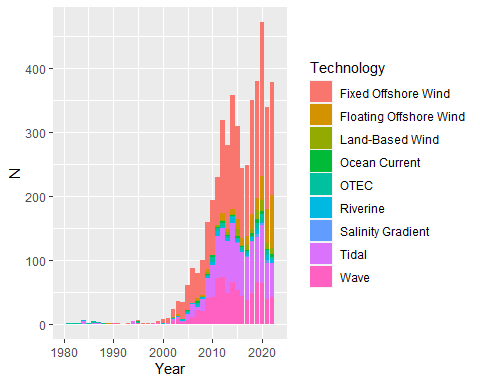 Technology
Fixed Offshore Wind
Floating Offshore Wind
Land-Based Wind
Ocean Current
OTEC
Riverine
Salinity Gradient
Tidal
Wave
N
400
300
200
100
0
1980 1990 2000 2010 2020
Year